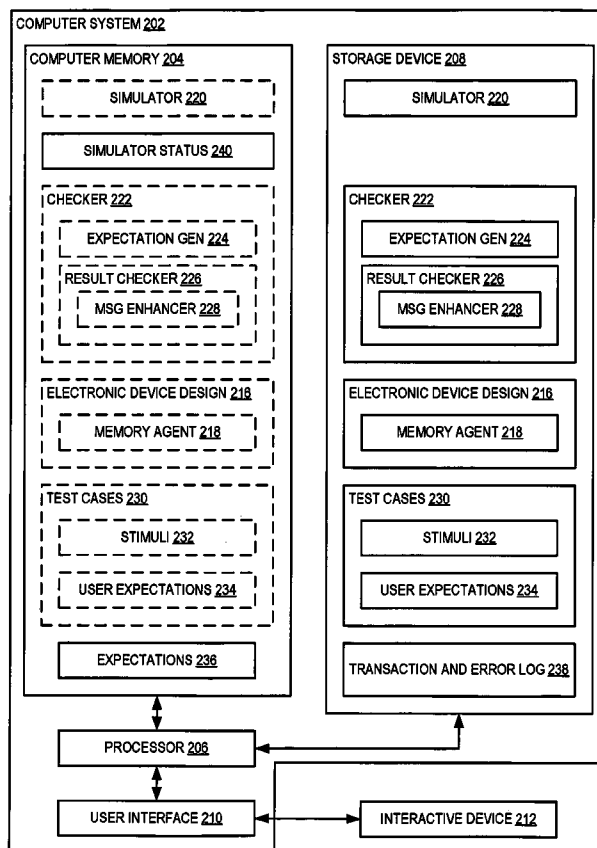 COMPUTER SYSTEM 202
COMPUTER MEMORY 204
SIMULATOR 220
SIMULATOR STATUS 240
CHECKER 222
EXPECTATION GEN 224
RESULT CHECKER 226
MSG ENHANCER 228
ELECTRONIC DEVICE DESIGN 216
MEMORY AGENT 218
TEST CASES 230
STIMULI 232
USER EXPECTATIONS 234
EXPECTATIONS 236
STORAGE DEVICE 208
SIMULATOR 220
CHECKER 222
EXPECTATION GEN 224
RESULT CHECKER 226
MSG ENHANCER 228
ELECTRONIC DEVICE DESIGN 216
MEMORY AGENT 218
TEST CASES 230
STIMULI 232
USER EXPECTATIONS 234
TRANSACTION AND ERROR LOG 238
PROCESSOR 206
USER INTERFACE 210
INTERACTIVE DEVICE 212